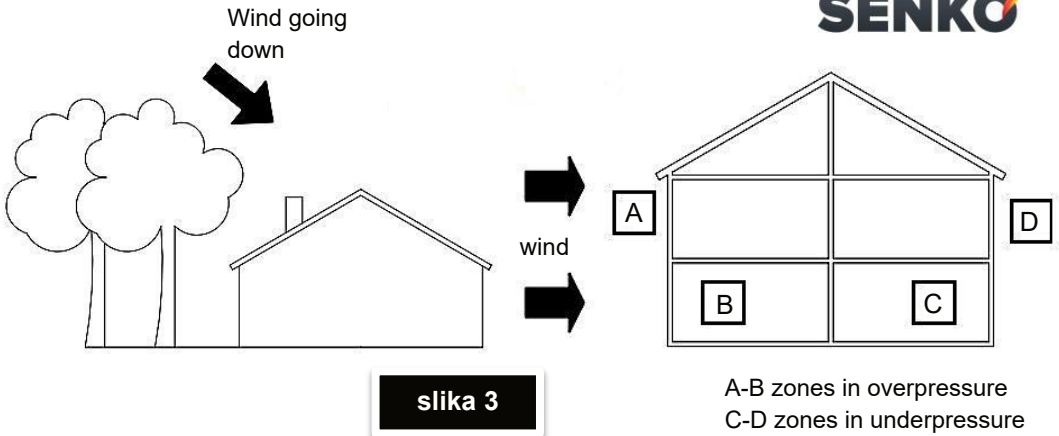 Wind going
down
SENKO
A
wind
D
B
C
slika 3
A-B zones in overpressure
C-D zones in underpressure